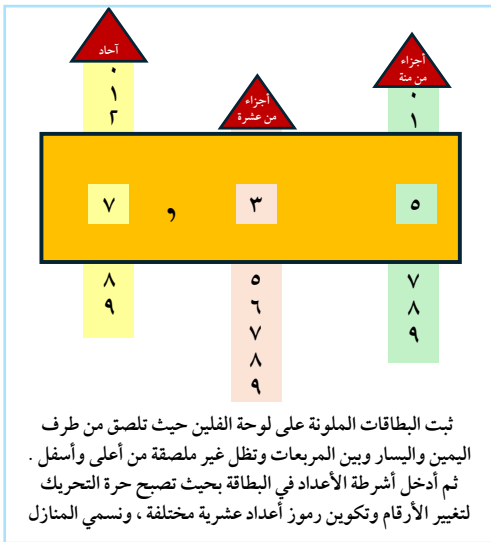 آحاد
أجزاء
من عشرة
أجزاء
من مئة
٠
١
٢
٠
١
٧ , ٣ ٥
٨
٩
٥
٦
٧
٨
٩
٧
٨
٩
ثبت البطاقات الملونة على لوحة الفلين حيث تلصق من طرف
اليمين واليسار وبين المربعات وتظل غير ملصقة من أعلى وأسفل .
ثم أدخل أشرطة الأعداد في البطاقة بحيث تصبح حرة التحريك
لتغيير الأرقام وتكوين رموز أعداد عشرية مختلفة ، ونسمي المنازل